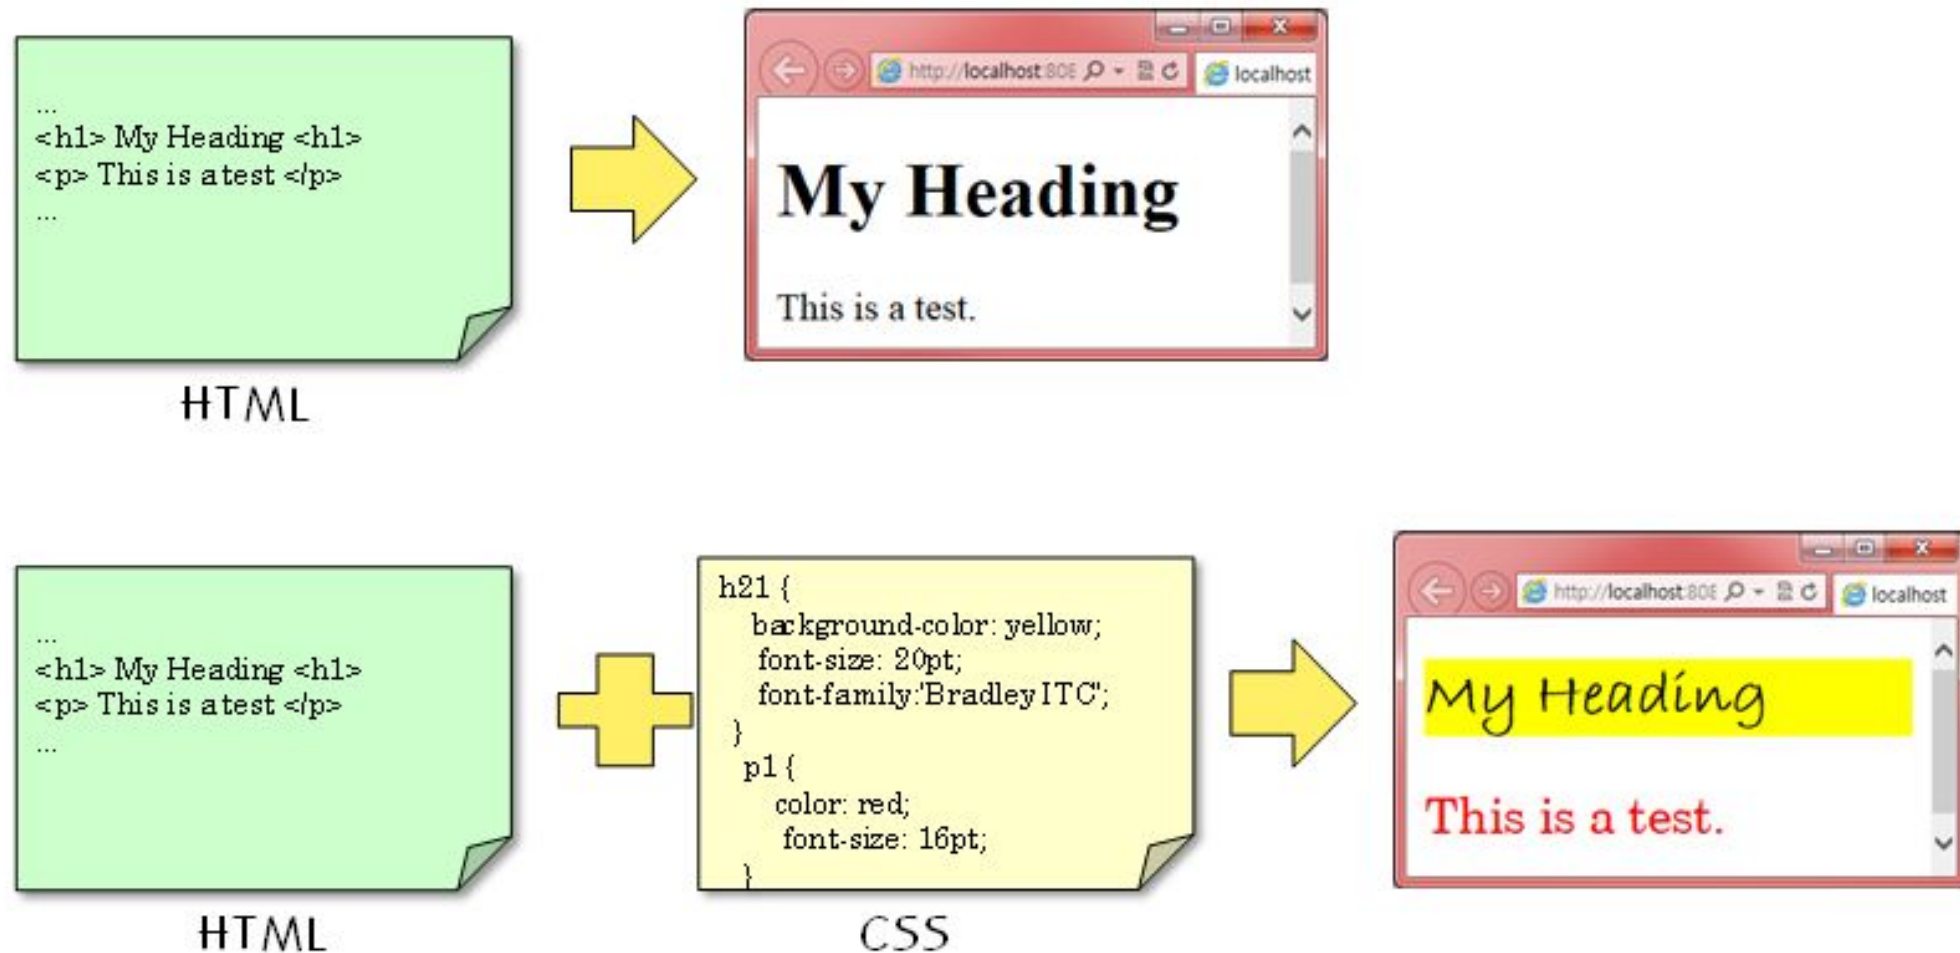 ...
<h1> My Heading <h1>
<p> This is a test </p>
...
HTML
http://localhost:808
localhost
My Heading
This is a test.
...
<h1> My Heading <h1>
<p> This is a test </p>
...
HTML
h21 {
background-color: yellow;
font-size: 20pt;
font-family:'Bradley ITC';
}
p1 {
color: red;
font-size: 16pt;
}
CSS
http://localhost:808
localhost
My Heading
This is a test.